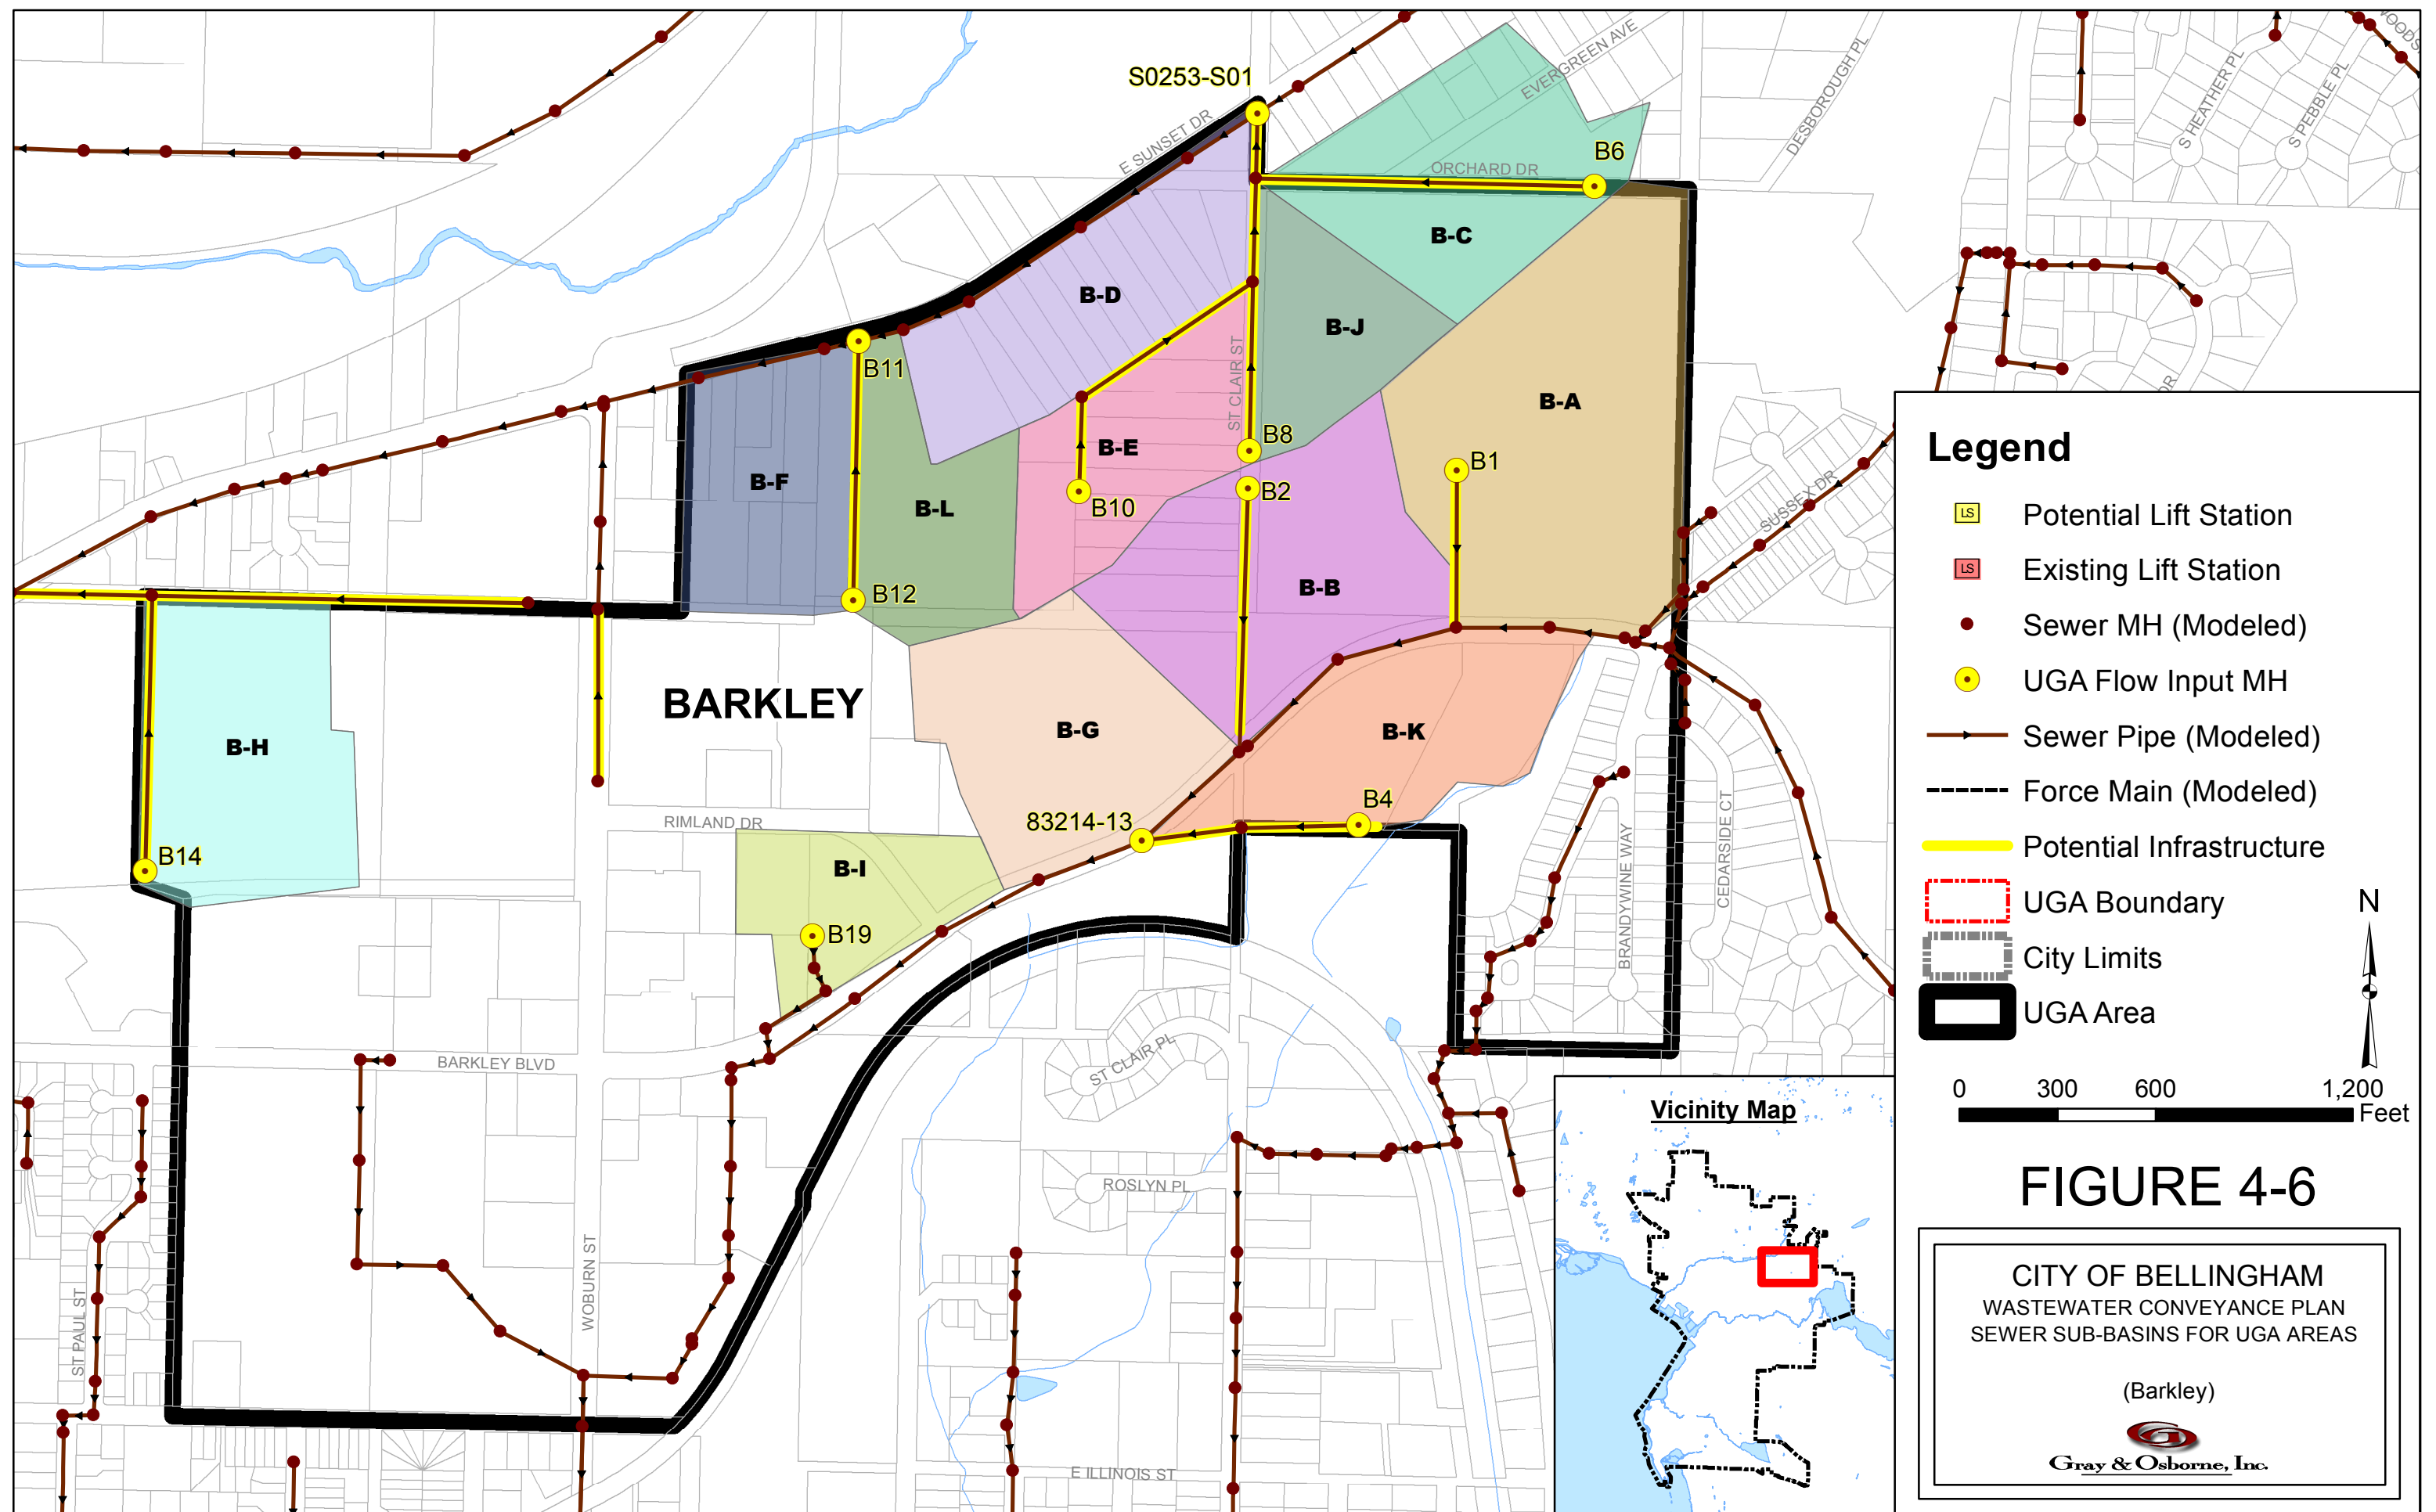 WOODS
S0253-S01
EVERGREEN AVE
DESBOROUGH PL
S HEATHER PL
S PEBBLE PL
E SUNSET DR
B6
ORCHARD DR
B-C
B-D
B-J
ST CLAIR ST
B11
B-A
DR
B-E
B8
B-F
B1
B-L
B10
B2
SUSSEX DR
B12
B-B
BARKLEY
B-H
B-G
B-K
B4
83214-13
RIMLAND DR
B14
B-I
B19
BRANDYWINE WAY
CEDARSIDE CT
BARKLEY BLVD
ST CLAIR PL
ROSLYN PL
ST PAUL ST
WOBURN ST
E ILLINOIS ST
Legend
LS Potential Lift Station
LS Existing Lift Station
Sewer MH (Modeled)
UGA Flow Input MH
Sewer Pipe (Modeled)
Force Main (Modeled)
Potential Infrastructure
UGA Boundary
City Limits
UGA Area
N
0 300 600 1,200
Feet
Vicinity Map
FIGURE 4-6
CITY OF BELLINGHAM
WASTEWATER CONVEYANCE PLAN
SEWER SUB-BASINS FOR UGA AREAS
(Barkley)
G
Gray & Osborne, Inc.